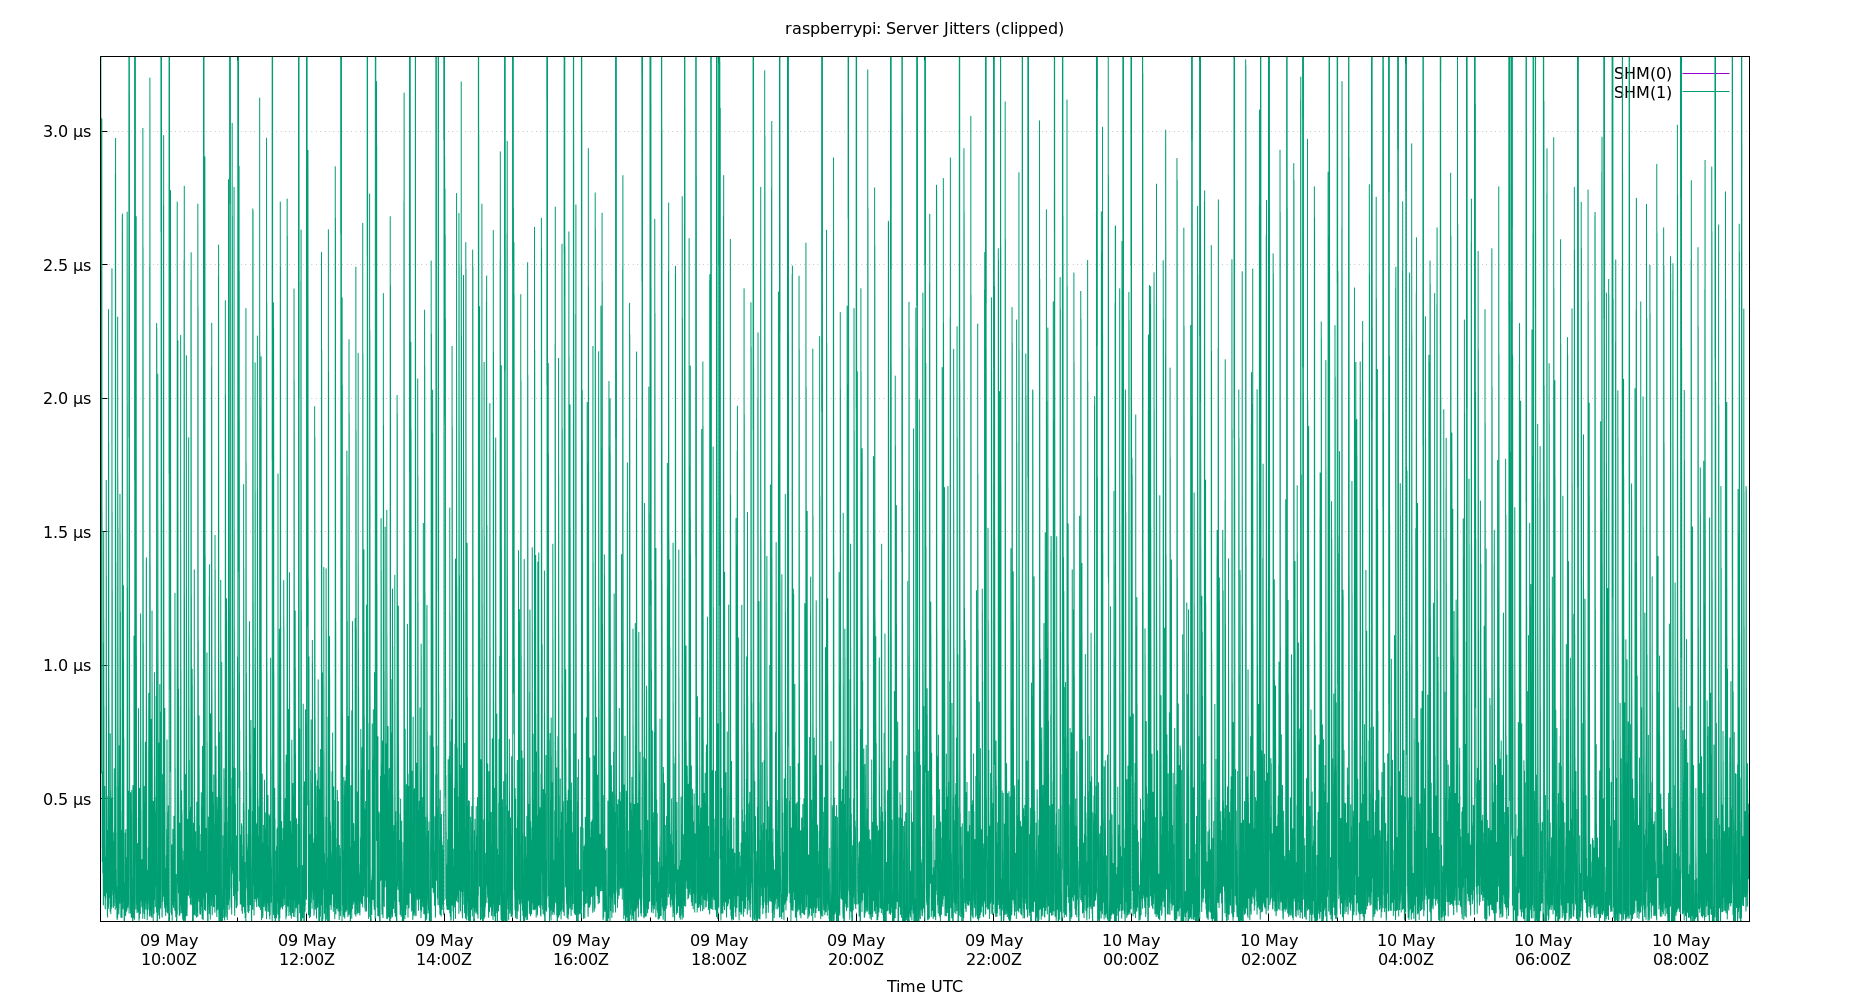 raspberrypi: Server Jitters (clipped)
SHM(0)
SHM(1)
3.0 µs
2.5 µs
2.0 µs
1.5 µs
1.0 µs
0.5 µs
09 May 09 May 09 May 09 May 09 May 09 May 09 May 10 May 10 May 10 May 10 May 10 May
10:00Z 12:00Z 14:00Z 16:00Z 18:00Z 20:00Z 22:00Z 00:00Z 02:00Z 04:00Z 06:00Z 08:00Z
Time UTC